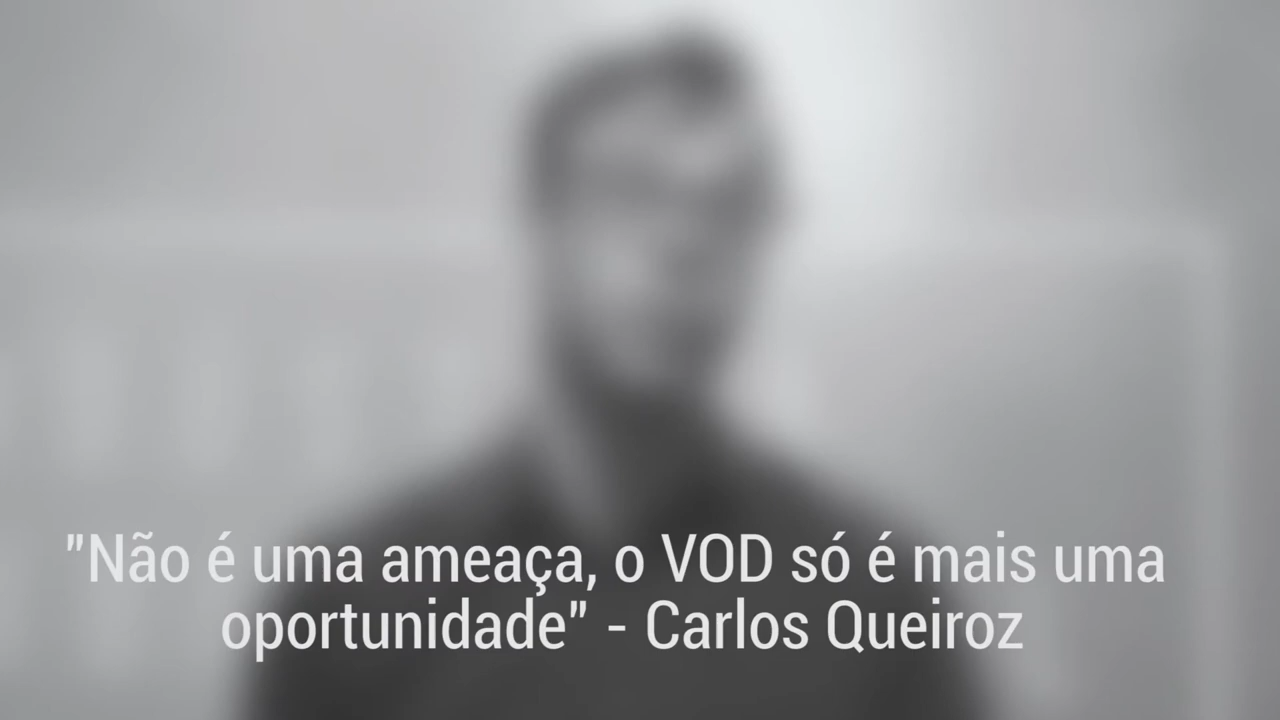 "Não é uma ameaça, o VOD só é mais uma
oportunidade" - Carlos Queiroz